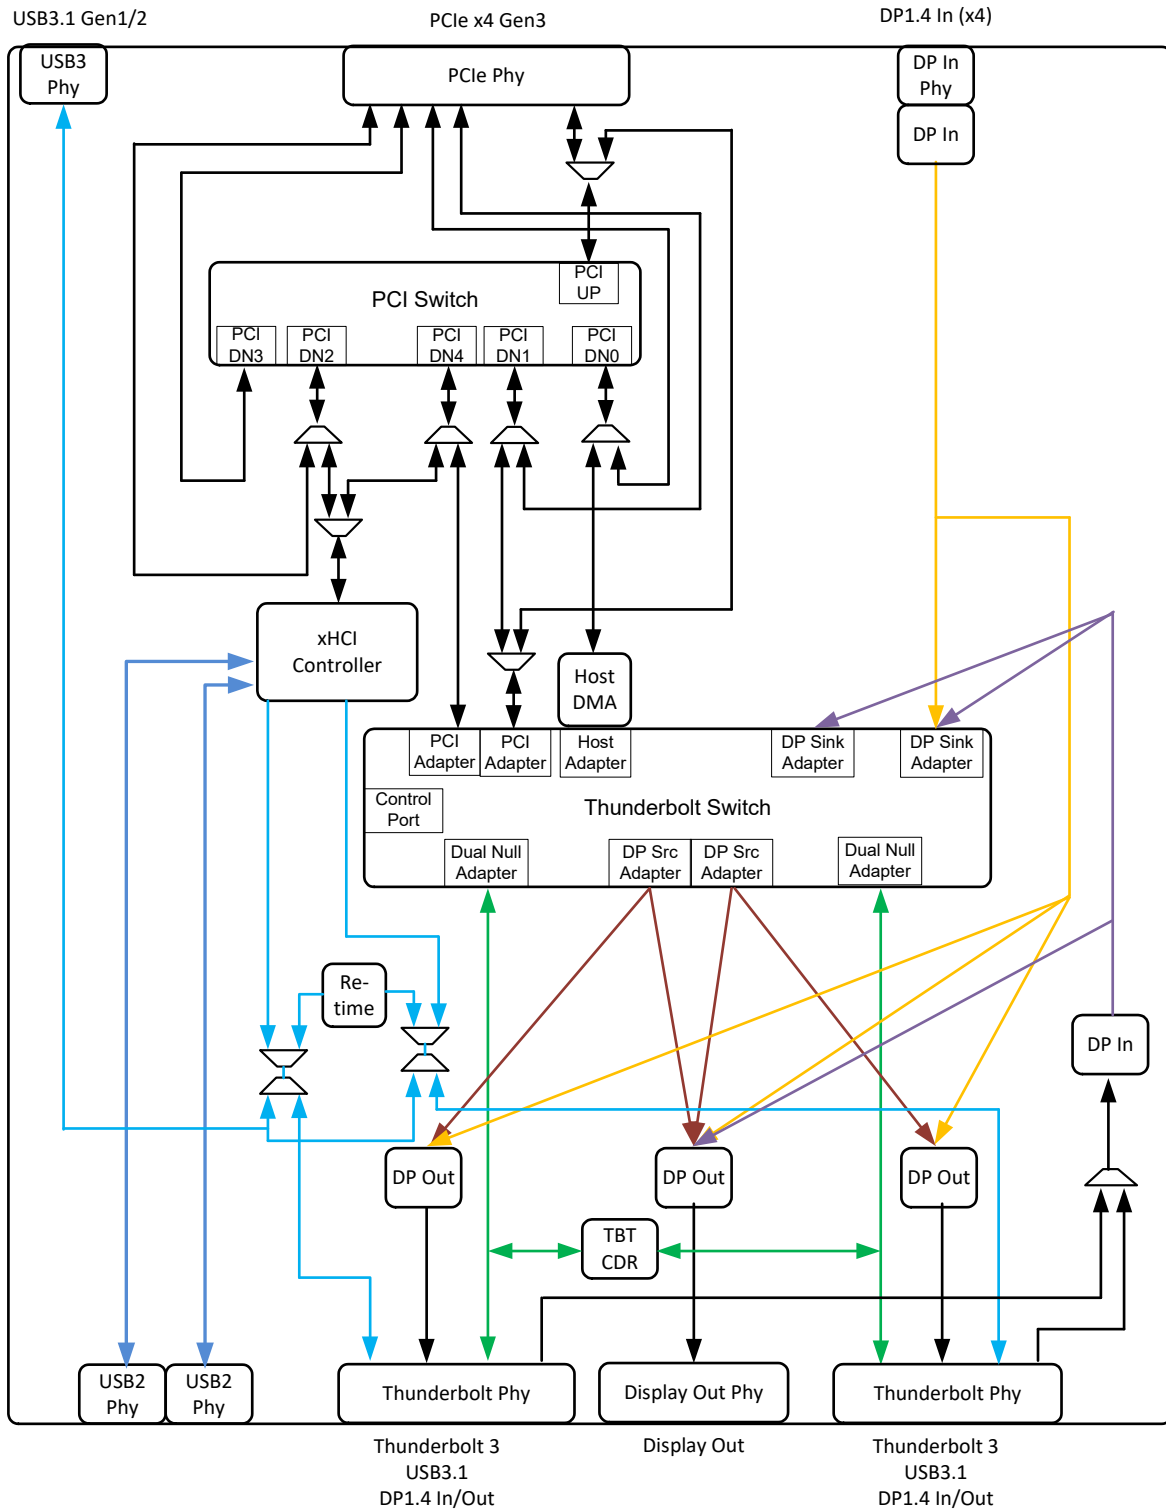 USB3.1 Gen1/2
PCIe x4 Gen3
DP1.4 In (x4)
USB3
Phy
PCIe Phy
DP In
Phy
DP In
PCI
UP
PCI Switch
PCI
DN3
PCI
DN2
PCI
DN4
PCI
DN1
PCI
DN0
xHCI
Controller
Host
DMA
PCI
Adapter
PCI
Adapter
Host
Adapter
DP Sink
Adapter
DP Sink
Adapter
Control
Port
Thunderbolt Switch
Dual Null
Adapter
DP Src
Adapter
DP Src
Adapter
Dual Null
Adapter
Re-
time
DP In
DP Out
DP Out
DP Out
TBT
CDR
USB2
Phy
USB2
Phy
Thunderbolt Phy
Display Out Phy
Thunderbolt Phy
Thunderbolt 3
USB3.1
DP1.4 In/Out
Display Out
Thunderbolt 3
USB3.1
DP1.4 In/Out